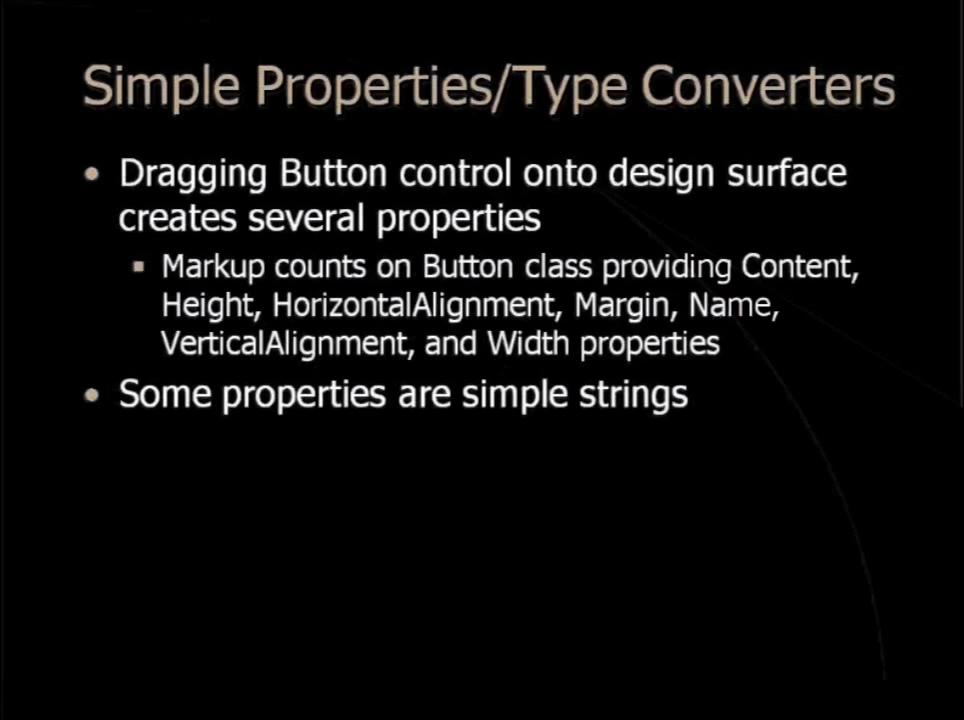 Simple Properties/Type Converters
• Dragging Button control onto design surface
creates several properties
▪ Markup counts on Button class providing Content,
Height, HorizontalAlignment, Margin, Name,
VerticalAlignment, and Width properties
• Some properties are simple strings